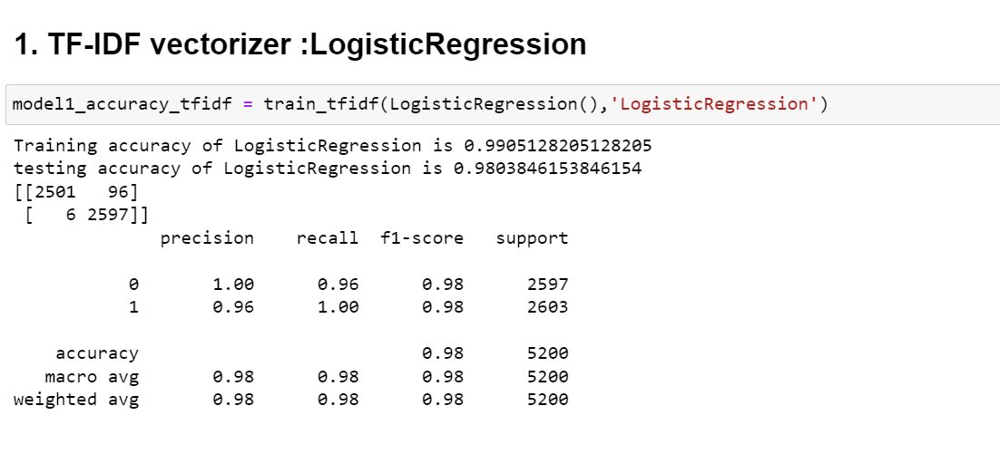 1. TF-IDF vectorizer :LogisticRegression
model1_accuracy_tfidf = train_tfidf(LogisticRegression(),'LogisticRegression')
Training accuracy of LogisticRegression is 0.9905128205128205
testing accuracy of LogisticRegression is 0.9803846153846154
[[2501   96]
 [   6 2597]]
              precision    recall  f1-score   support

           0       1.00      0.96      0.98      2597
           1       0.96      1.00      0.98      2603

    accuracy                           0.98      5200
   macro avg       0.98      0.98      0.98      5200
weighted avg       0.98      0.98      0.98      5200